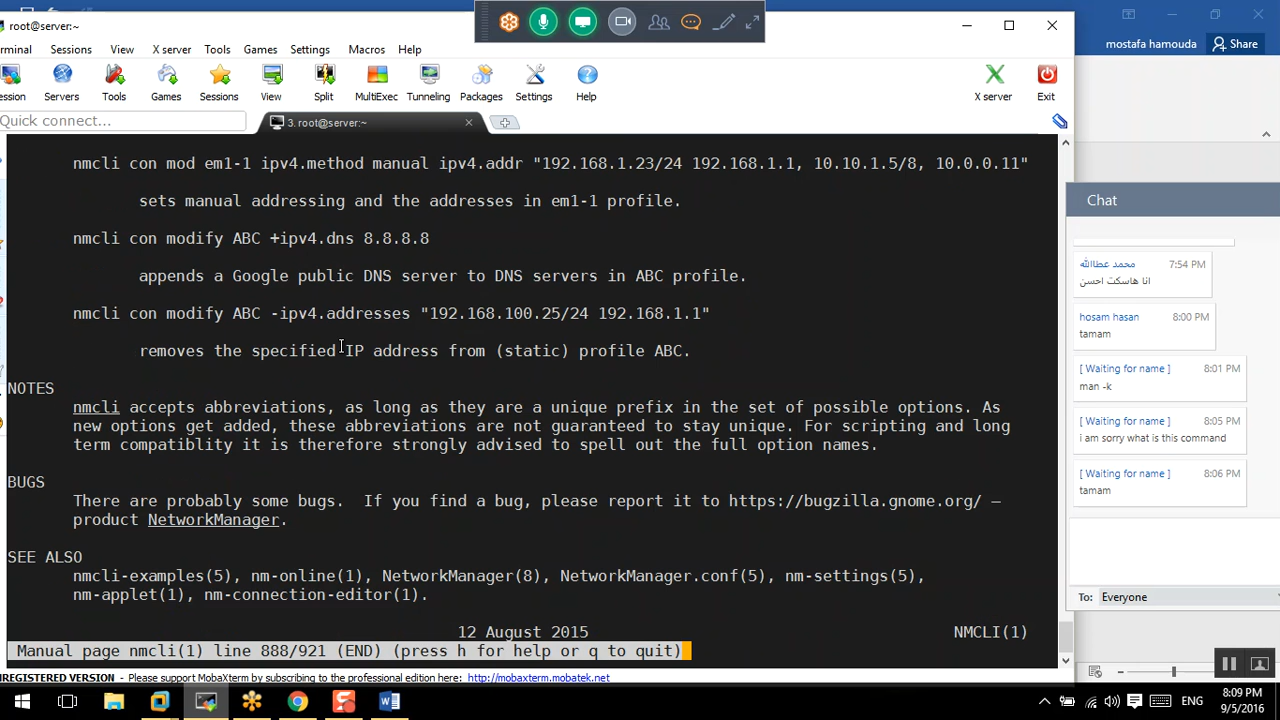 root@server:~
mostafa hamouda
Share
rminal Sessions View X server Tools Games Settings Macros Help
ession Servers Tools Games Sessions View Split MultiExec Tunneling Packages Settings Help X server Exit
Quick connect...
3. root@server:~
nmcli con mod em1-1 ipv4.method manual ipv4.addr "192.168.1.23/24 192.168.1.1, 10.10.1.5/8, 10.0.0.11"
sets manual addressing and the addresses in em1-1 profile.
nmcli con modify ABC +ipv4.dns 8.8.8.8
appends a Google public DNS server to DNS servers in ABC profile.
nmcli con modify ABC -ipv4.addresses "192.168.100.25/24 192.168.1.1"
removes the specified IP address from (static) profile ABC.
NOTES
nmcli accepts abbreviations, as long as they are a unique prefix in the set of possible options. As
new options get added, these abbreviations are not guaranteed to stay unique. For scripting and long
term compatiblity it is therefore strongly advised to spell out the full option names.
BUGS
There are probably some bugs.  If you find a bug, please report it to https://bugzilla.gnome.org/ —
product NetworkManager.
SEE ALSO
nmcli-examples(5), nm-online(1), NetworkManager(8), NetworkManager.conf(5), nm-settings(5),
nm-applet(1), nm-connection-editor(1).
12 August 2015 NMCLI(1)
Manual page nmcli(1) line 888/921 (END) (press h for help or q to quit)
REGISTERED VERSION - Please support MobaXterm by subscribing to the professional edition here: http://mobaxterm.mobatek.net
Chat
محمد عطاالله 7:54 PM
انا هاسكت احسن
hosam hasan 8:00 PM
tamam
[ Waiting for name ] 8:01 PM
man -k
[ Waiting for name ] 8:05 PM
i am sorry what is this command
[ Waiting for name ] 8:06 PM
tamam
To: Everyone
ENG
8:09 PM
9/5/2016